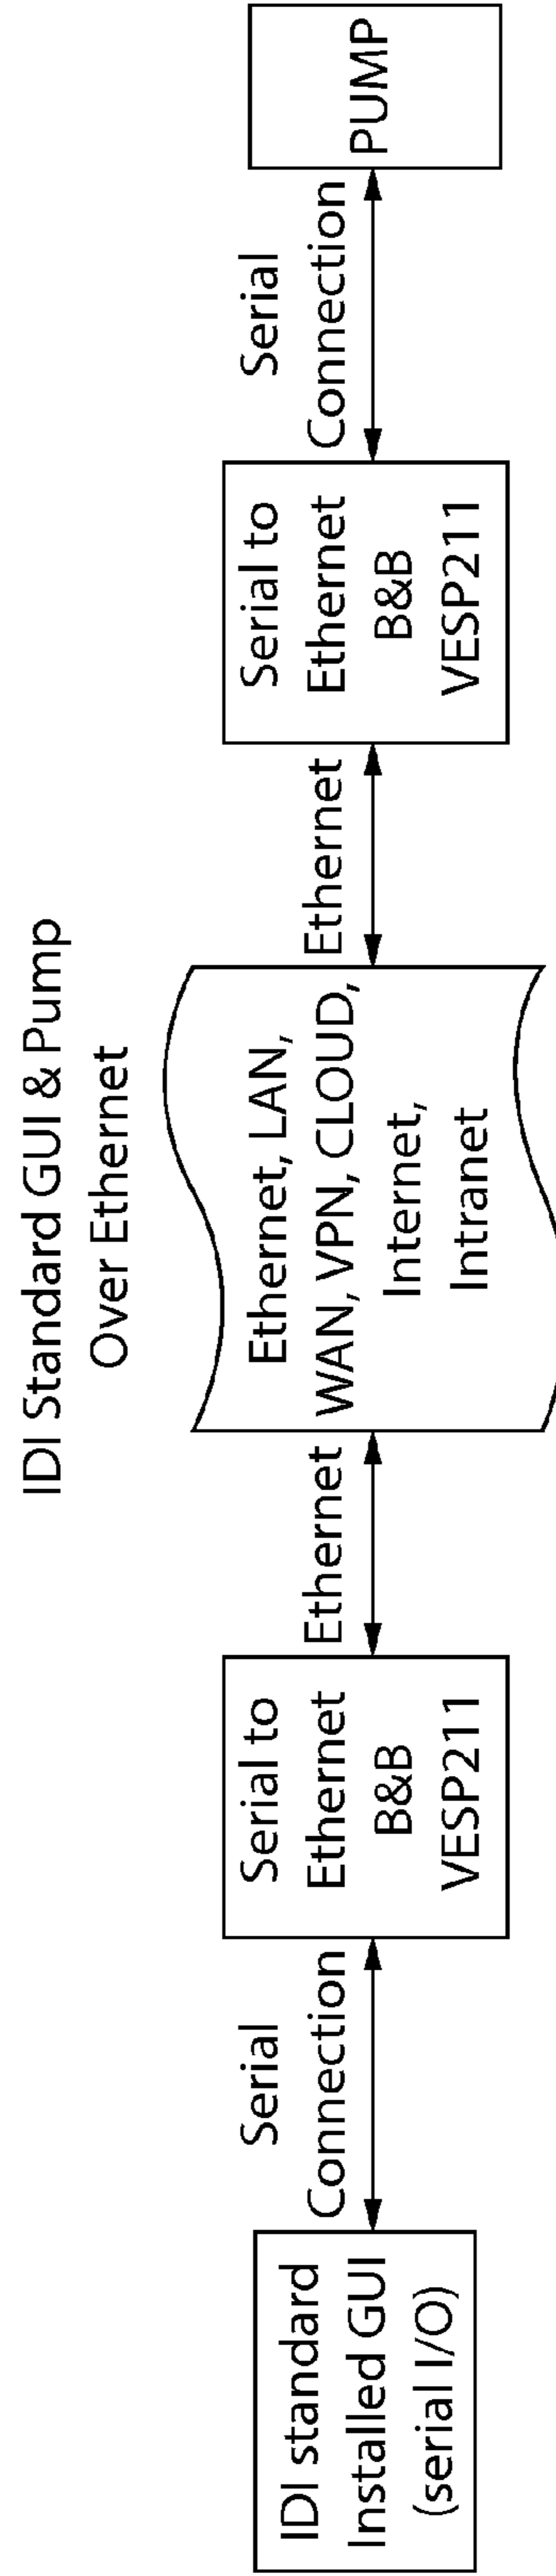 IDI Standard GUI & Pump
Over Ethernet
IDI standard
Installed GUI
(serial I/O)
Serial
Connection
Serial to
Ethernet
B&B
VESP211
Ethernet
Ethernet, LAN,
WAN, VPN, CLOUD,
Internet,
Intranet
Ethernet
Serial to
Ethernet
B&B
VESP211
Serial
Connection
PUMP